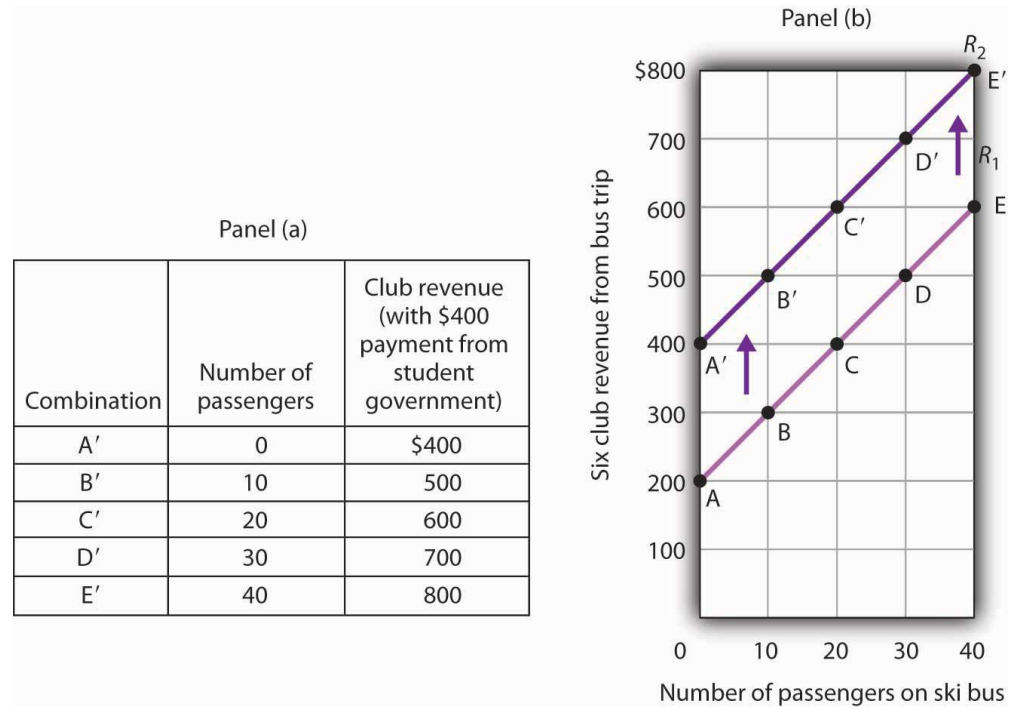 Panel (a)
Combination
Number of
passengers
Club revenue
(with $400
payment from
student
government)
A′ 0 $400
B′ 10 500
C′ 20 600
D′ 30 700
E′ 40 800
Panel (b)
Six club revenue from bus trip
R2
$800
E′
700
D′
R1
600
C′
E
500
B′
D
400
A′
C
300
B
200
A
100
0 10 20 30 40
Number of passengers on ski bus